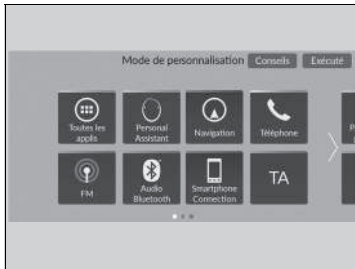 Mode de personnalisation Conseils Exécuté
Toutes les
applis
Personal
Assistant
Navigation
Téléphone
FM
Audio
Bluetooth
Smartphone
Connection
TA